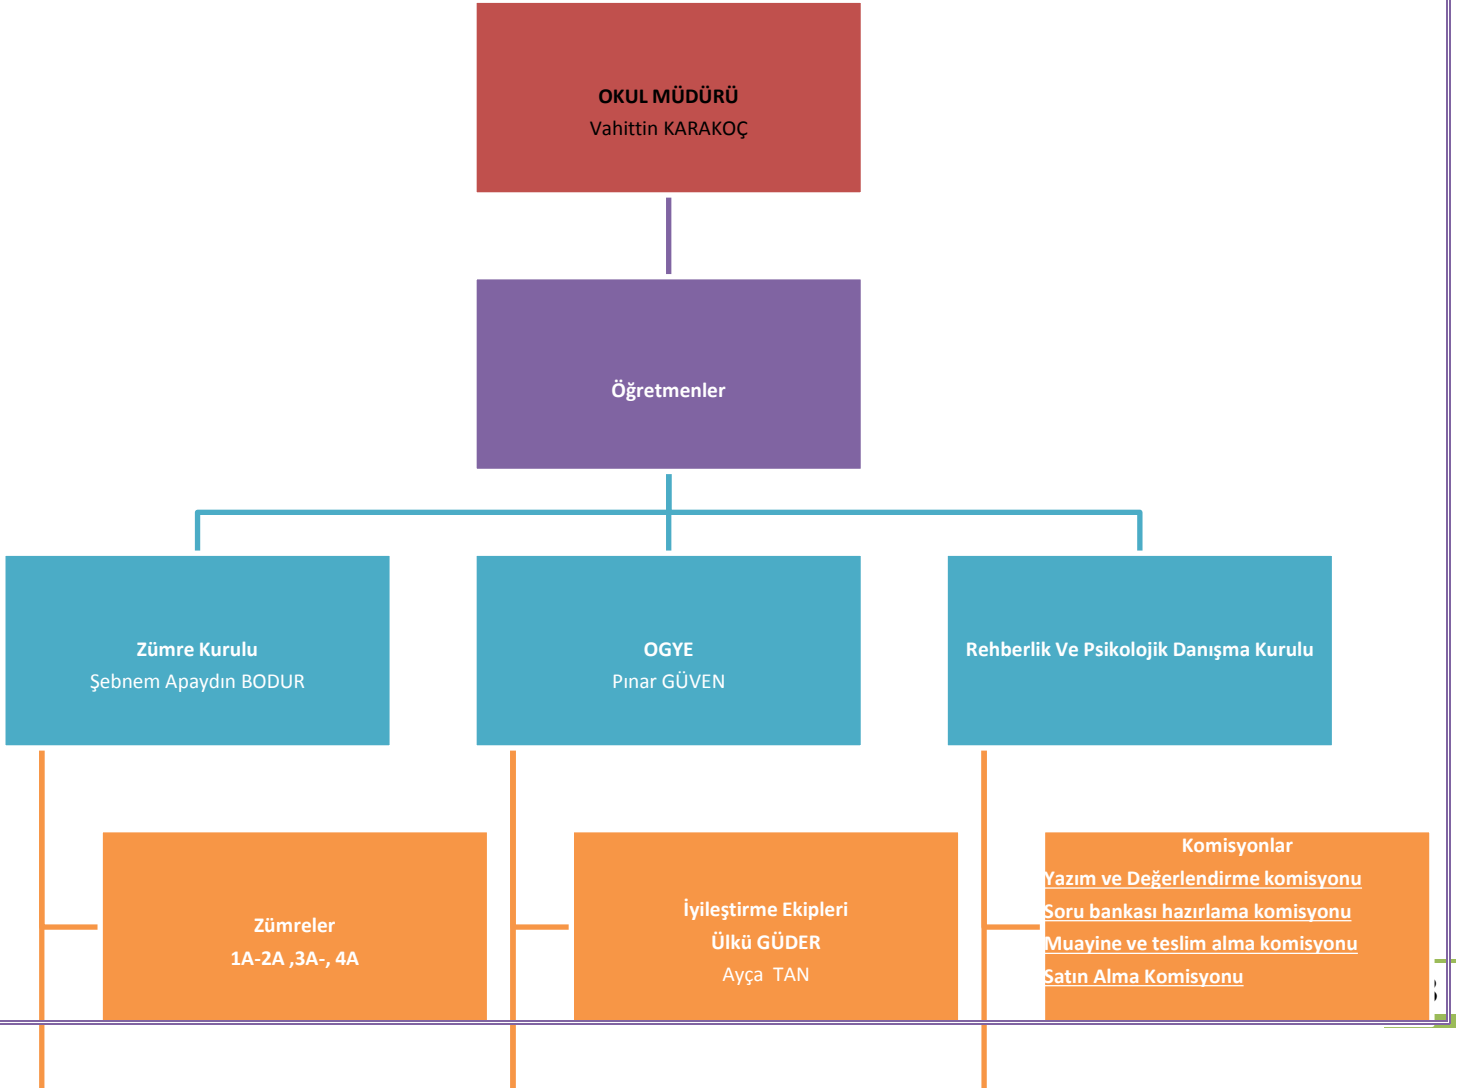 OKUL MÜDÜRÜ
Vahittin KARAKOÇ
Öğretmenler
Zümre Kurulu
Şebnem Apaydın BODUR
OGYE
Pınar GÜVEN
Rehberlik Ve Psikolojik Danışma Kurulu
Zümreler
1A-2A ,3A-, 4A
İyileştirme Ekipleri
Ülkü GÜDER
Ayça TAN
Komisyonlar
Yazım ve Değerlendirme komisyonu
Soru bankası hazırlama komisyonu
Muayine ve teslim alma komisyonu
Satın Alma Komisyonu